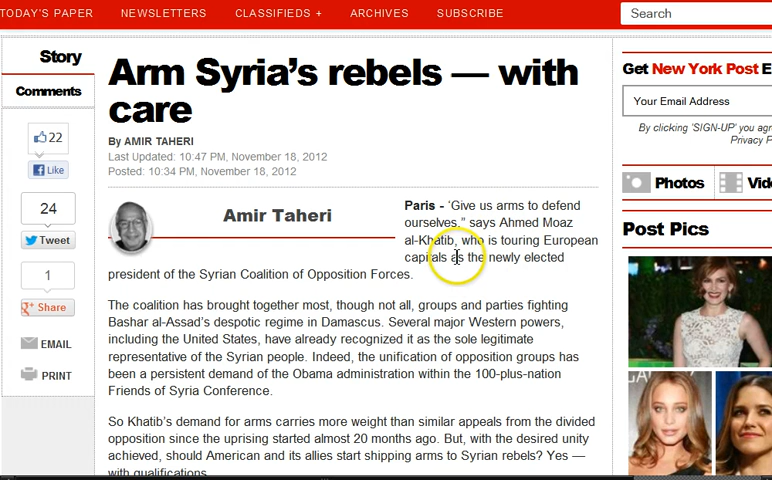 TODAY'S PAPER NEWSLETTERS CLASSIFIEDS + ARCHIVES SUBSCRIBE
Search
Story
Comments
22
Like
24
Tweet
1
Share
EMAIL
PRINT
Arm Syria's rebels — with
care
By AMIR TAHERI
Last Updated: 10:47 PM, November 18, 2012
Posted: 10:34 PM, November 18, 2012
Amir Taheri
Paris - 'Give us arms to defend
ourselves," says Ahmed Moaz
al-Khatib, who is touring European
capitals as the newly elected
president of the Syrian Coalition of Opposition Forces.
The coalition has brought together most, though not all, groups and parties fighting
Bashar al-Assad's despotic regime in Damascus. Several major Western powers,
including the United States, have already recognized it as the sole legitimate
representative of the Syrian people. Indeed, the unification of opposition groups has
been a persistent demand of the Obama administration within the 100-plus-nation
Friends of Syria Conference.
So Khatib's demand for arms carries more weight than similar appeals from the divided
opposition since the uprising started almost 20 months ago. But, with the desired unity
achieved, should American and its allies start shipping arms to Syrian rebels? Yes —
with qualifications.
Get New York Post E
Your Email Address
By clicking 'SIGN-UP' you
Privacy
Photos
Post Pics